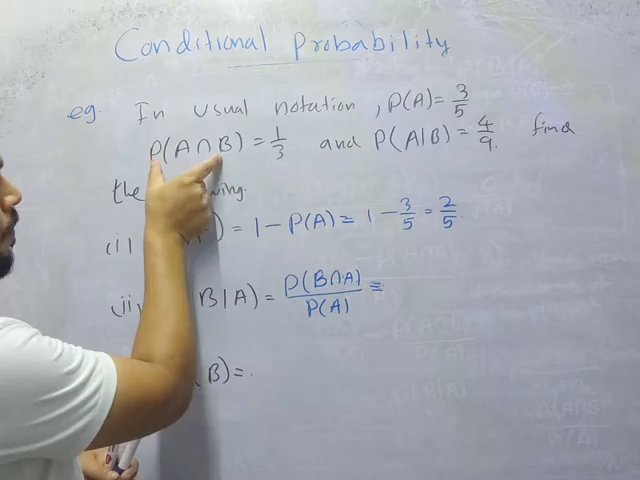 Conditional Probability
eg. In usual notation, P(A) = 3/5
P(A∩B) = 1/3 and P(A|B) = 4/9. find
the
(i) ) = 1 - P(A) = 1 - 3/5 = 2/5.
(ii) B|A) = P(B∩A)/P(A) =
B) = .